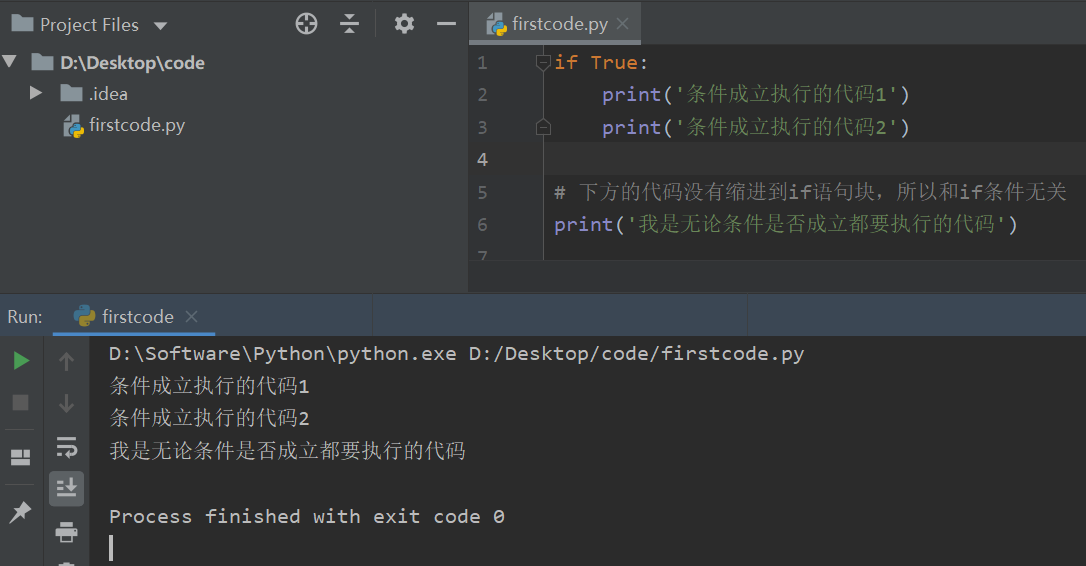 Project Files
D:\Desktop\code
.idea
firstcode.py
firstcode.py
1 if True:
2     print('条件成立执行的代码1')
3     print('条件成立执行的代码2')
4
5 # 下方的代码没有缩进到if语句块，所以和if条件无关
6 print('我是无论条件是否成立都要执行的代码')
7
Run: firstcode
D:\Software\Python\python.exe D:/Desktop/code/firstcode.py
条件成立执行的代码1
条件成立执行的代码2
我是无论条件是否成立都要执行的代码
Process finished with exit code 0